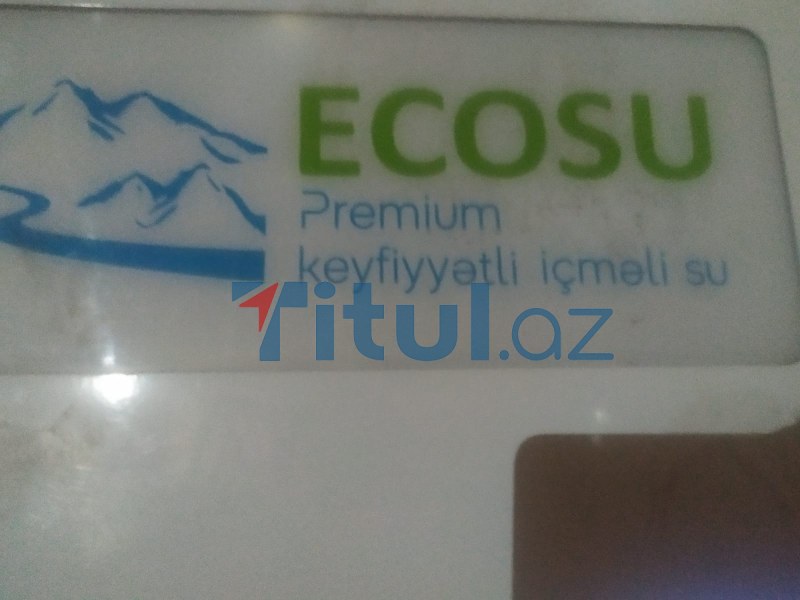 ECOSU
Premium
keyfiyyətli içməli su
Titul.az